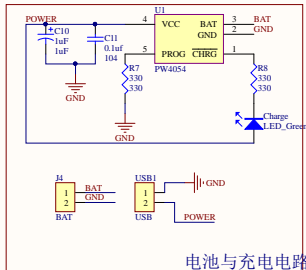 POWER
C10
1uF
1uF
C11
0.1uf
104
GND
U1
4 VCC BAT 3 BAT
GND 2 GND
5 PROG CHRG 1
PW4054
R7
330
330
GND
R8
330
330
Charge
LED_Green
J4
1 BAT
2 GND
BAT
USB1
1 GND
2 POWER
USB
电池与充电电路